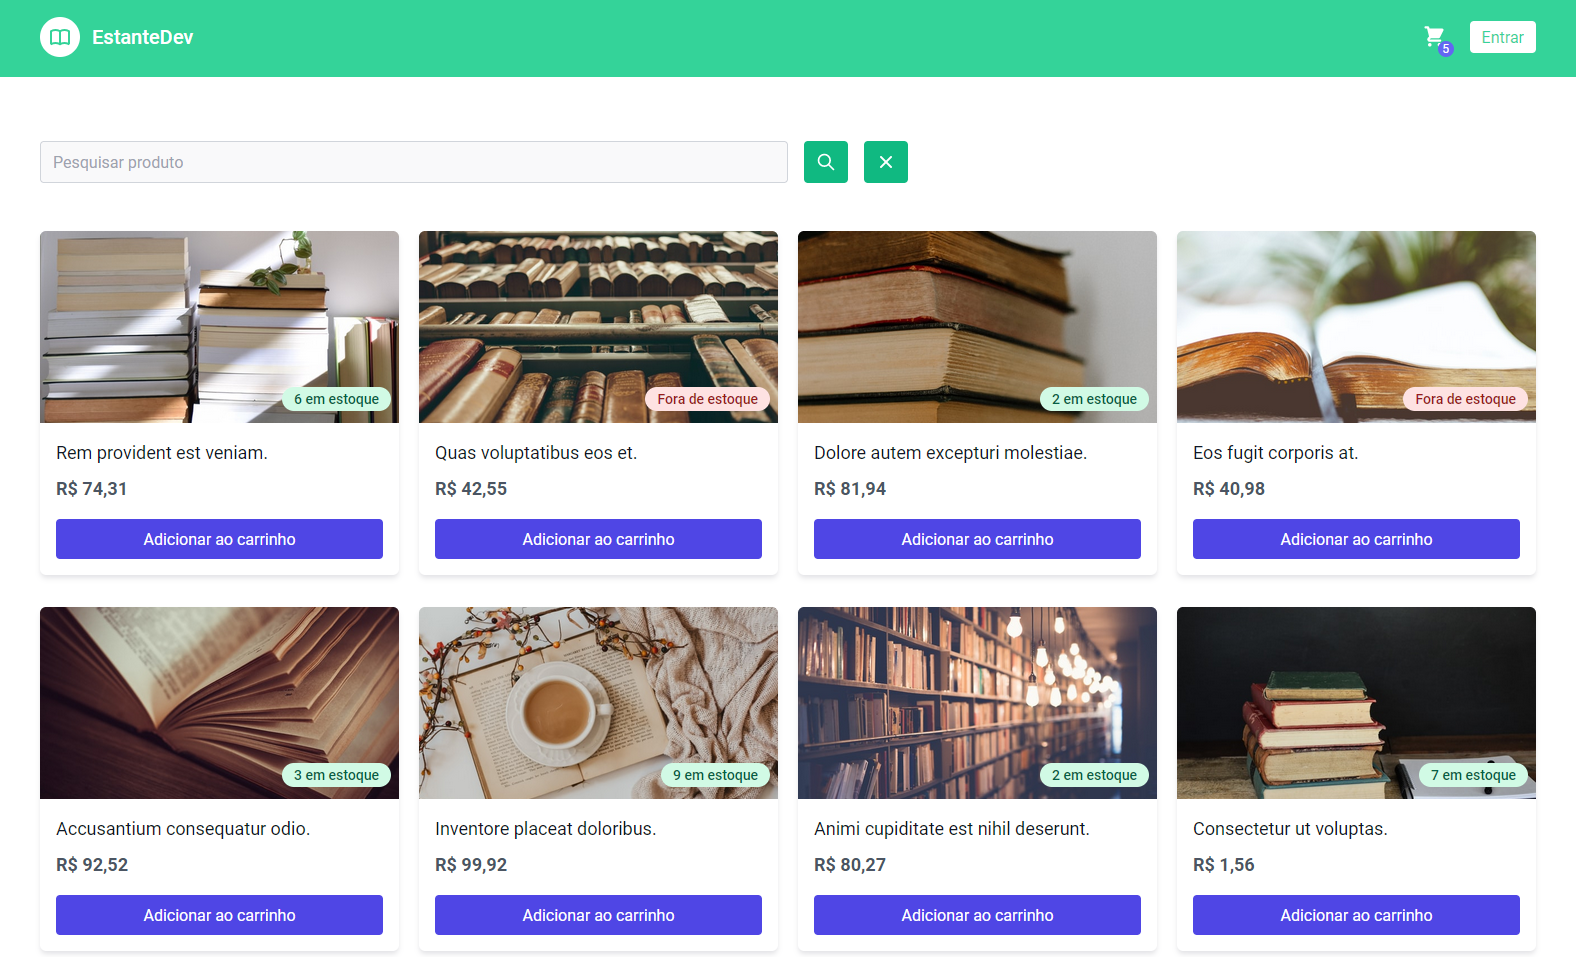 EstanteDev
5
Entrar
Pesquisar produto
6 em estoque
Fora de estoque
2 em estoque
Fora de estoque
Rem provident est veniam.
Quas voluptatibus eos et.
Dolore autem excepturi molestiae.
Eos fugit corporis at.
R$ 74,31
R$ 42,55
R$ 81,94
R$ 40,98
Adicionar ao carrinho
Adicionar ao carrinho
Adicionar ao carrinho
Adicionar ao carrinho
3 em estoque
9 em estoque
2 em estoque
7 em estoque
Accusantium consequatur odio.
Inventore placeat doloribus.
Animi cupiditate est nihil deserunt.
Consectetur ut voluptas.
R$ 92,52
R$ 99,92
R$ 80,27
R$ 1,56
Adicionar ao carrinho
Adicionar ao carrinho
Adicionar ao carrinho
Adicionar ao carrinho